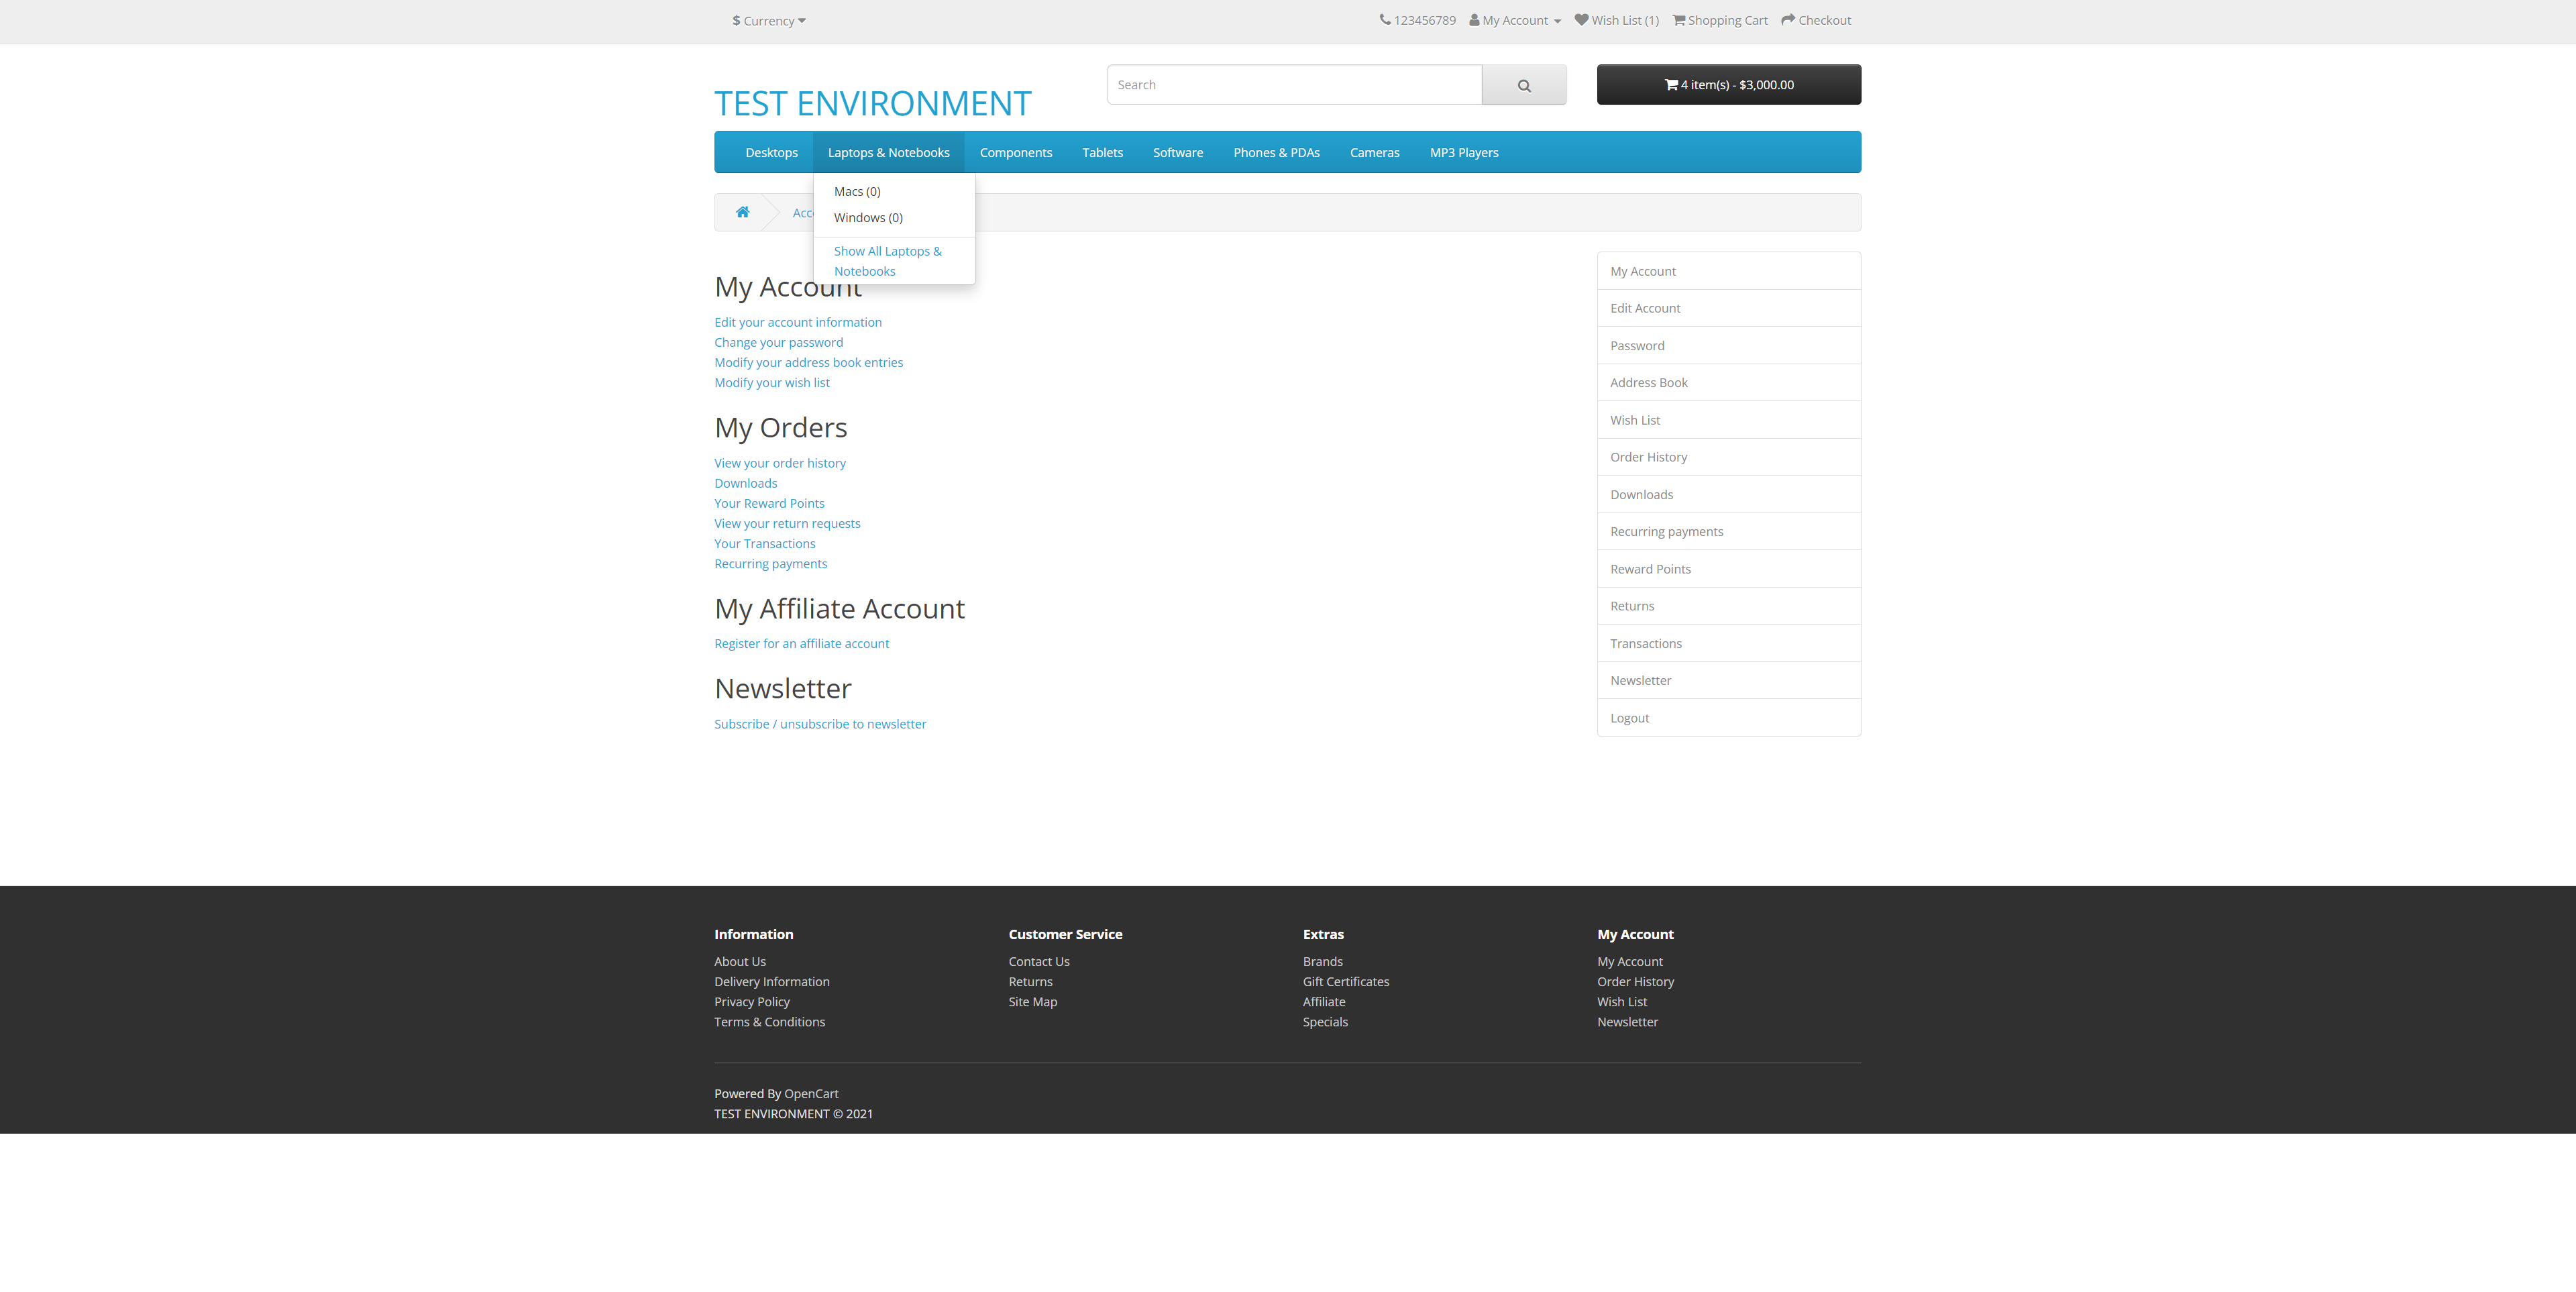 $ Currency
123456789 My Account Wish List (1) Shopping Cart Checkout
TEST ENVIRONMENT
Search
4 item(s) - $3,000.00
Desktops Laptops & Notebooks Components Tablets Software Phones & PDAs Cameras MP3 Players
Macs (0)
Windows (0)
Show All Laptops &
Notebooks
My Account
Edit your account information
Change your password
Modify your address book entries
Modify your wish list
My Orders
View your order history
Downloads
Your Reward Points
View your return requests
Your Transactions
Recurring payments
My Affiliate Account
Register for an affiliate account
Newsletter
Subscribe / unsubscribe to newsletter
My Account
Edit Account
Password
Address Book
Wish List
Order History
Downloads
Recurring payments
Reward Points
Returns
Transactions
Newsletter
Logout
Information
About Us
Delivery Information
Privacy Policy
Terms & Conditions
Customer Service
Contact Us
Returns
Site Map
Extras
Brands
Gift Certificates
Affiliate
Specials
My Account
My Account
Order History
Wish List
Newsletter
Powered By OpenCart
TEST ENVIRONMENT © 2021